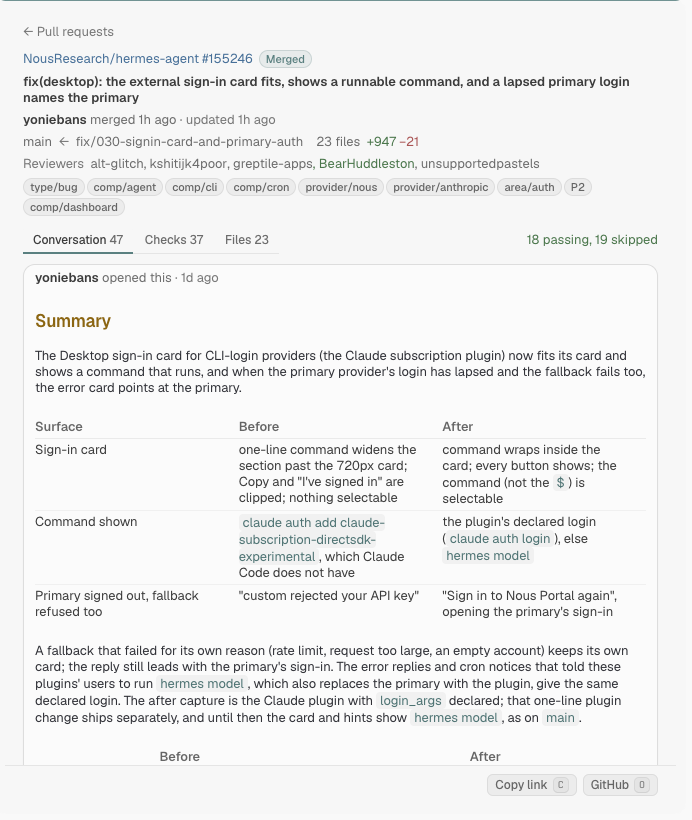 ← Pull requests
NousResearch/hermes-agent #155246 Merged
fix(desktop): the external sign-in card fits, shows a runnable command, and a lapsed primary login
names the primary
yoniebans merged 1h ago · updated 1h ago
main ← fix/030-signin-card-and-primary-auth 23 files +947 −21
Reviewers alt-glitch, kshitijk4poor, greptile-apps, BearHuddleston, unsupportedpastels
type/bug comp/agent comp/cli comp/cron provider/nous provider/anthropic area/auth P2
comp/dashboard
Conversation 47 Checks 37 Files 23 18 passing, 19 skipped
yoniebans opened this · 1d ago
Summary
The Desktop sign-in card for CLI-login providers (the Claude subscription plugin) now fits its card and
shows a command that runs, and when the primary provider's login has lapsed and the fallback fails too,
the error card points at the primary.
Surface Before After
Sign-in card
one-line command widens the
section past the 720px card;
Copy and "I've signed in" are
clipped; nothing selectable
command wraps inside the
card; every button shows; the
command (not the $ ) is
selectable
Command shown
claude auth add claude-
subscription-directsdk-
experimental , which Claude
Code does not have
the plugin's declared login
( claude auth login ), else
hermes model
Primary signed out, fallback
refused too
"custom rejected your API key"
"Sign in to Nous Portal again",
opening the primary's sign-in
A fallback that failed for its own reason (rate limit, request too large, an empty account) keeps its own
card; the reply still leads with the primary's sign-in. The error replies and cron notices that told these
plugins' users to run hermes model , which also replaces the primary with the plugin, give the same
declared login. The after capture is the Claude plugin with login_args declared; that one-line plugin
change ships separately, and until then the card and hints show hermes model , as on main .
Before After
Copy link C GitHub O